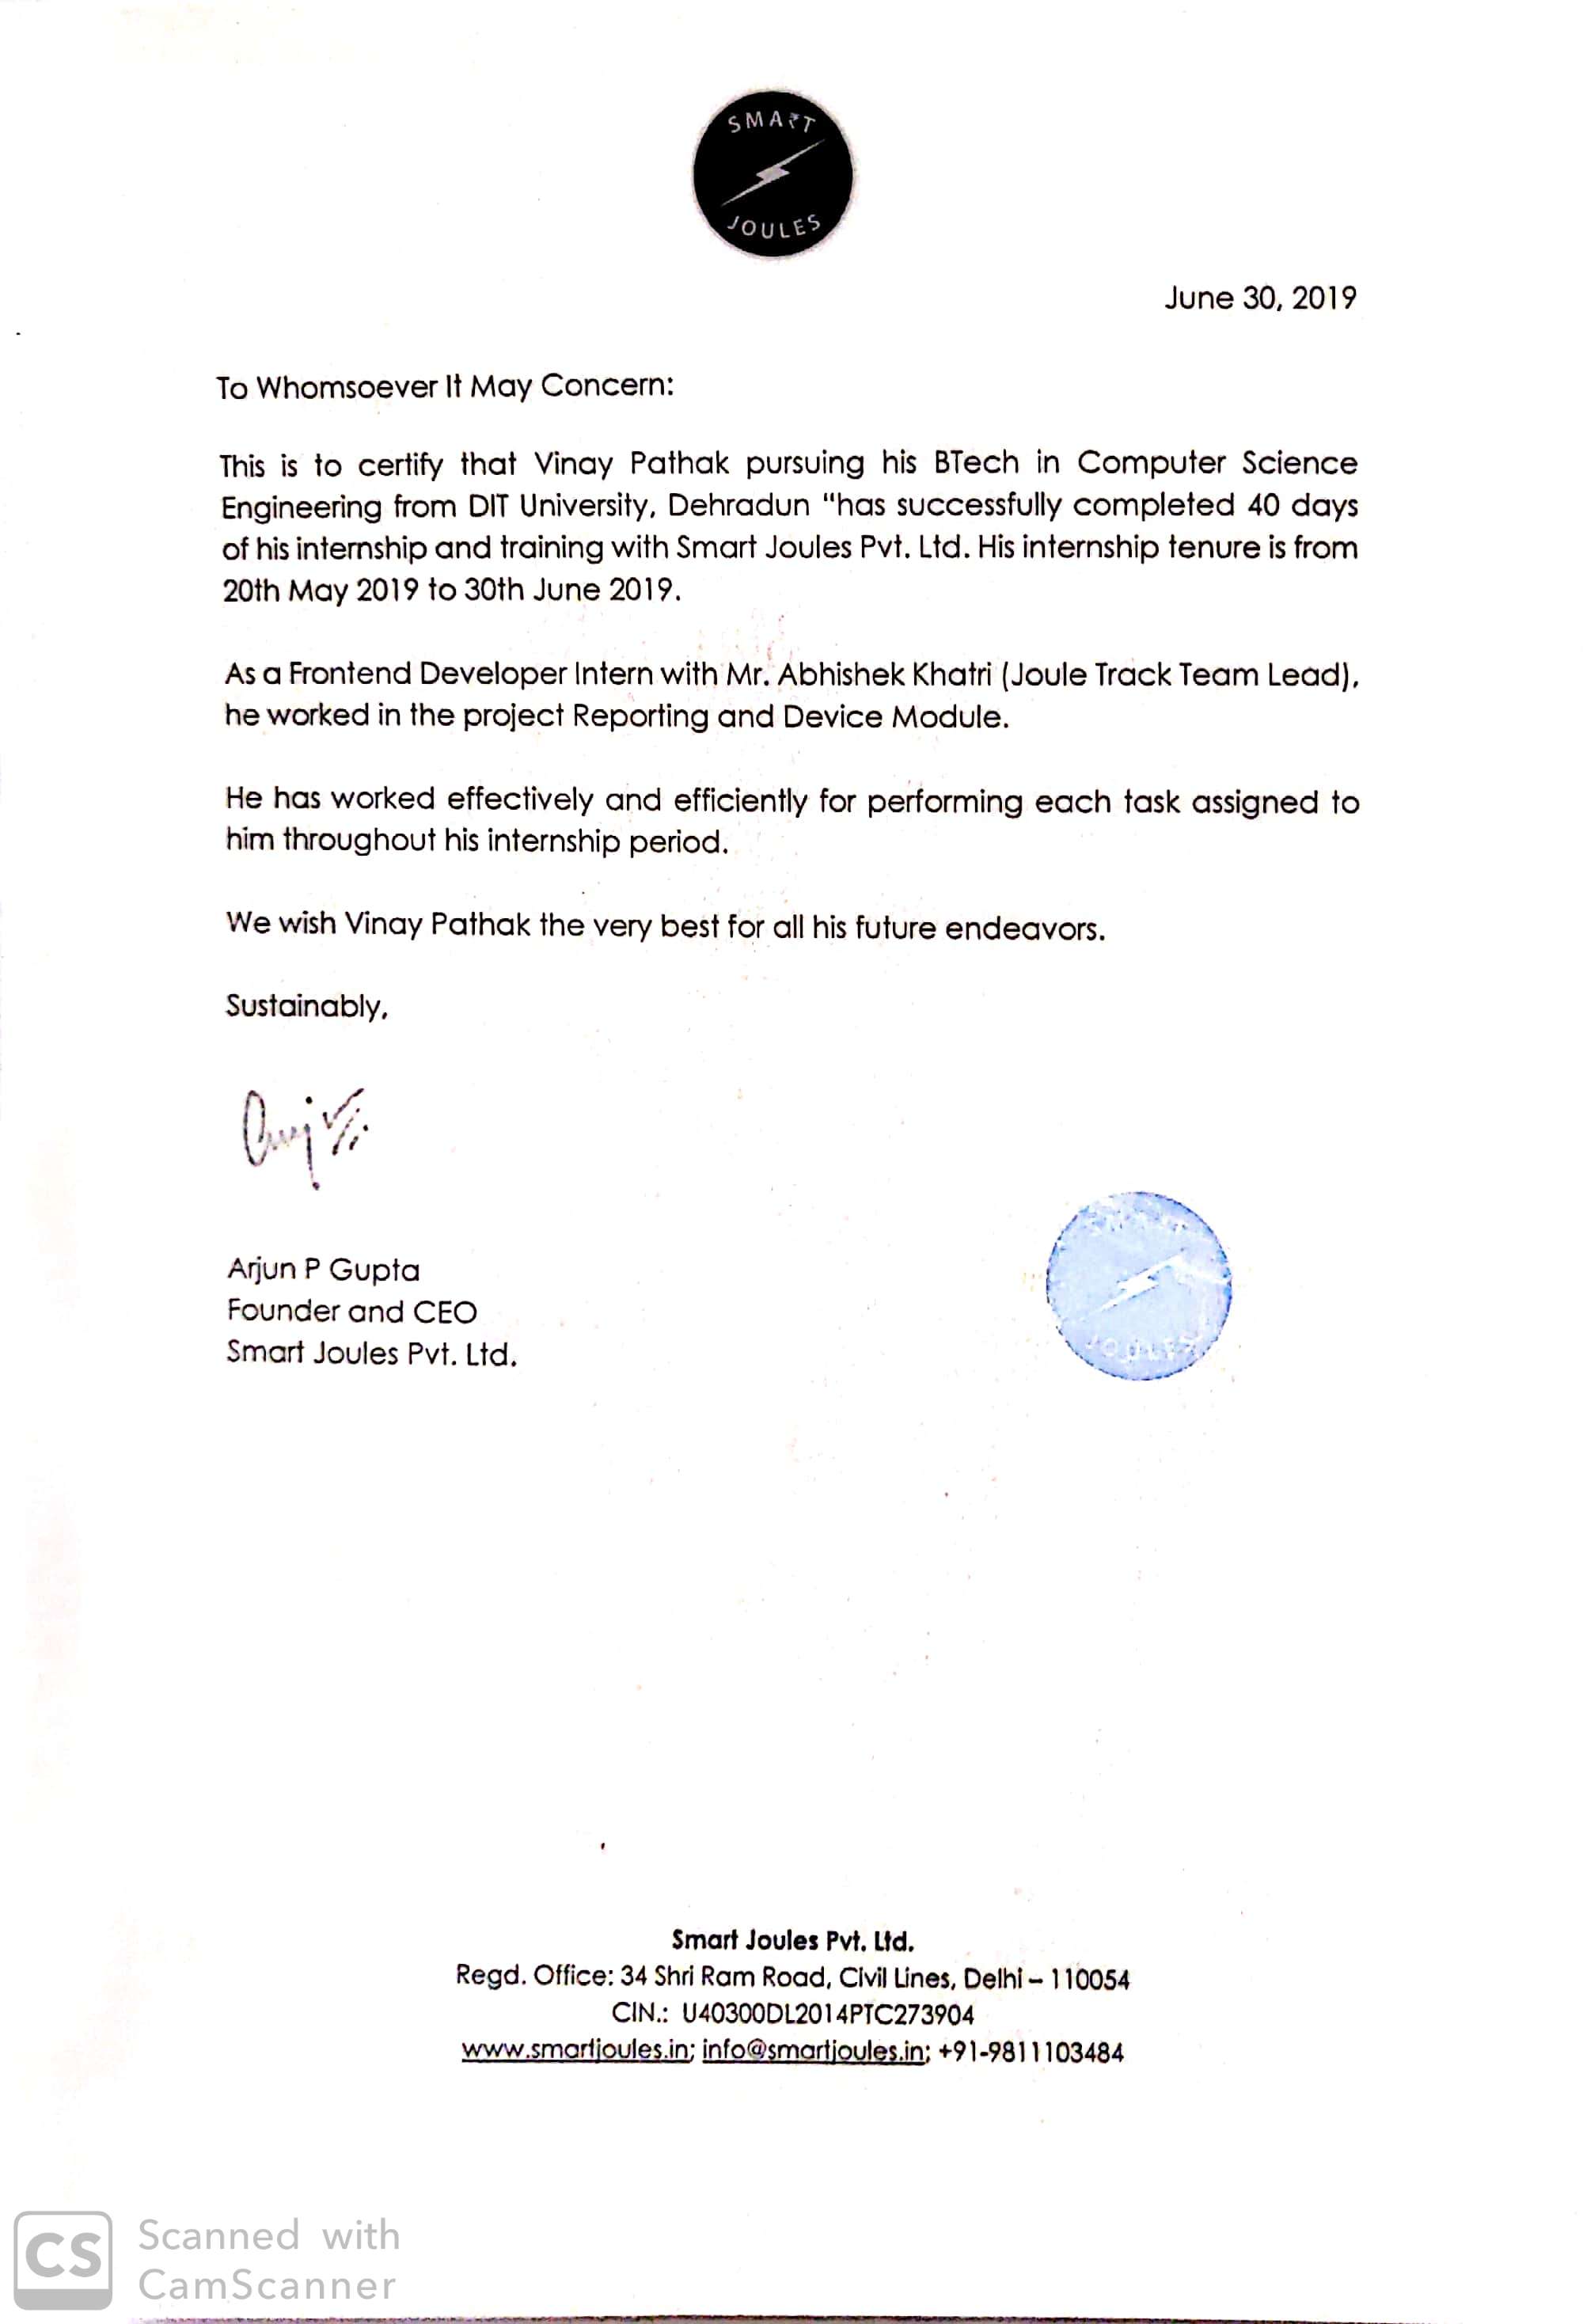 SMART
JOULES
June 30, 2019
To Whomsoever It May Concern:
This is to certify that Vinay Pathak pursuing his BTech in Computer Science
Engineering from DIT University, Dehradun "has successfully completed 40 days
of his internship and training with Smart Joules Pvt. Ltd. His internship tenure is from
20th May 2019 to 30th June 2019.
As a Frontend Developer Intern with Mr. Abhishek Khatri (Joule Track Team Lead),
he worked in the project Reporting and Device Module.
He has worked effectively and efficiently for performing each task assigned to
him throughout his internship period.
We wish Vinay Pathak the very best for all his future endeavors.
Sustainably,
Arjun P Gupta
Founder and CEO
Smart Joules Pvt. Ltd.
SMART
JOULES
Smart Joules Pvt. Ltd.
Regd. Office: 34 Shri Ram Road, Civil Lines, Delhi – 110054
CIN.: U40300DL2014PTC273904
www.smartjoules.in; info@smartjoules.in; +91-9811103484
CS
Scanned with
CamScanner